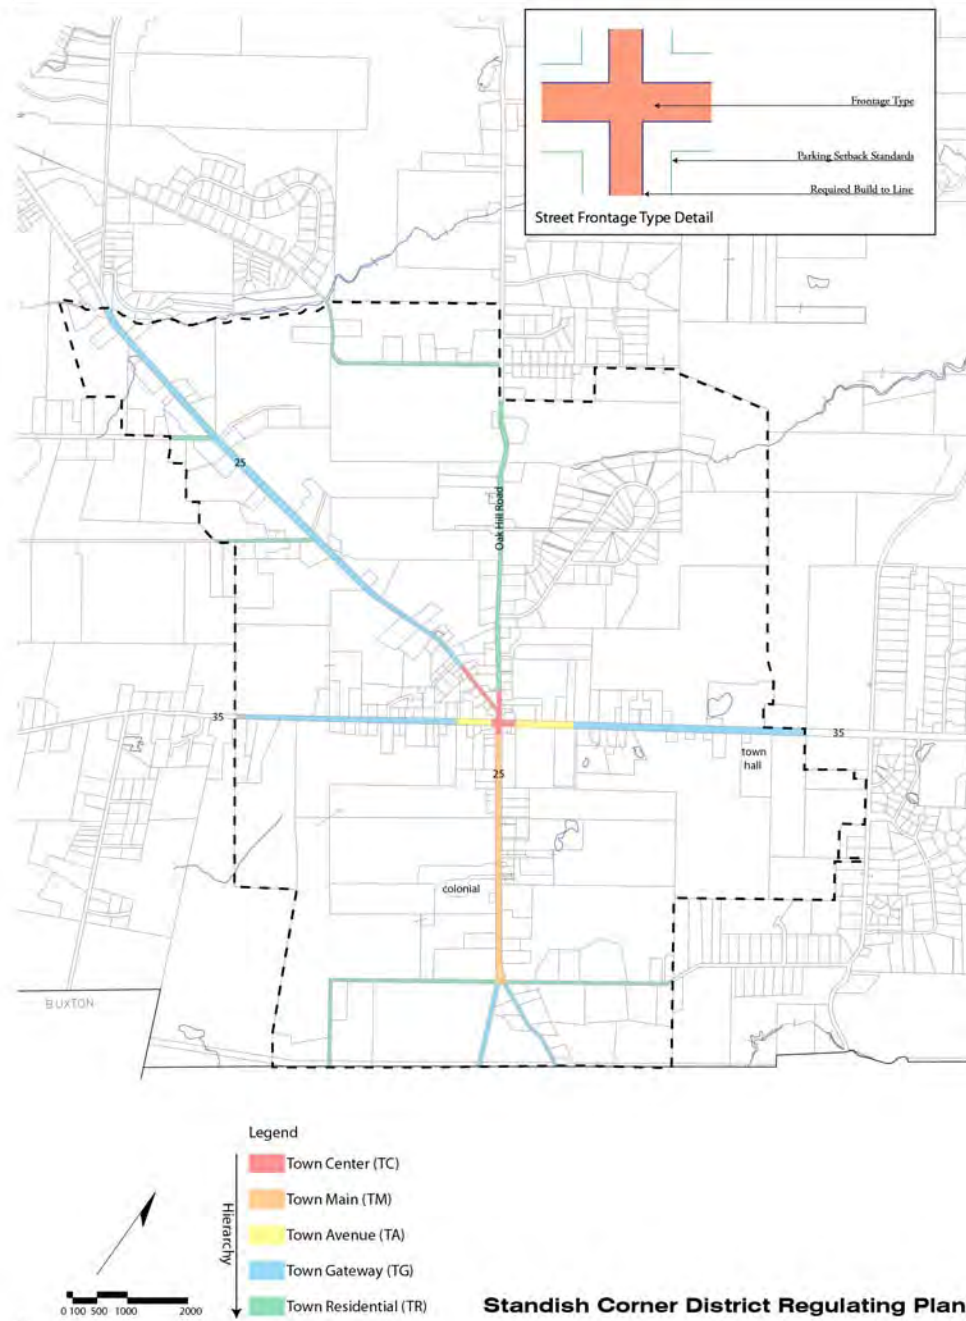 Frontage Type
Parking Setback Standards
Required Build to Line
Street Frontage Type Detail
25
Oak Hill Road
35
35
town
hall
25
colonial
BUXTON
Legend
Hierarchy
Town Center (TC)
Town Main (TM)
Town Avenue (TA)
Town Gateway (TG)
Town Residential (TR)
0 100 500 1000 2000
Standish Corner District Regulating Plan